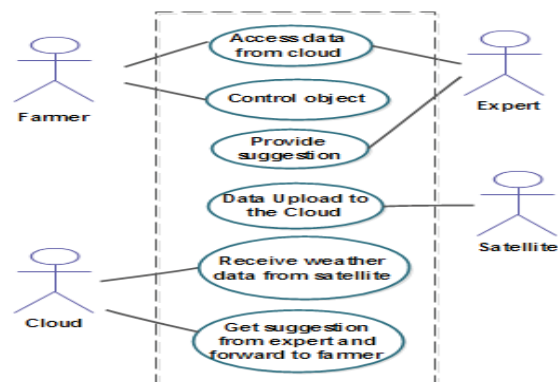 Access data
from cloud
Farmer
Control object
Expert
Provide
suggestion
Data Upload to
the Cloud
Satellite
Receive weather
data from satellite
Cloud
Get suggestion
from expert and
forward to farmer